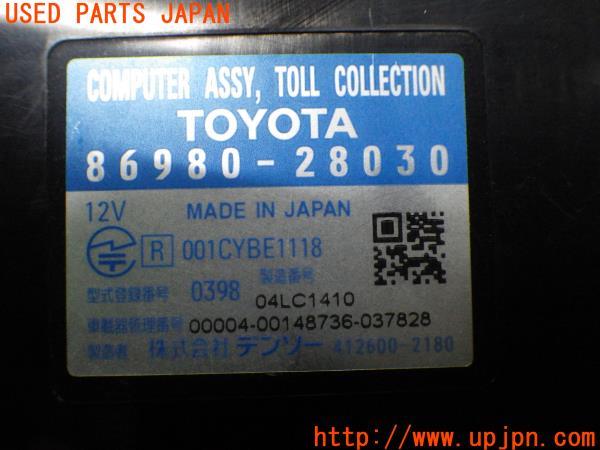 USED PARTS JAPAN
COMPUTER ASSY, TOLL COLLECTION
TOYOTA
86980-28030
12V MADE IN JAPAN
R 001CYBE1118
型式登録番号 0398 製造番号 04LC1410
車載器管理番号 00004-00148736-037828
製造者 株式会社 デンソー 412600-2180
UPJ
www.upjpn.com